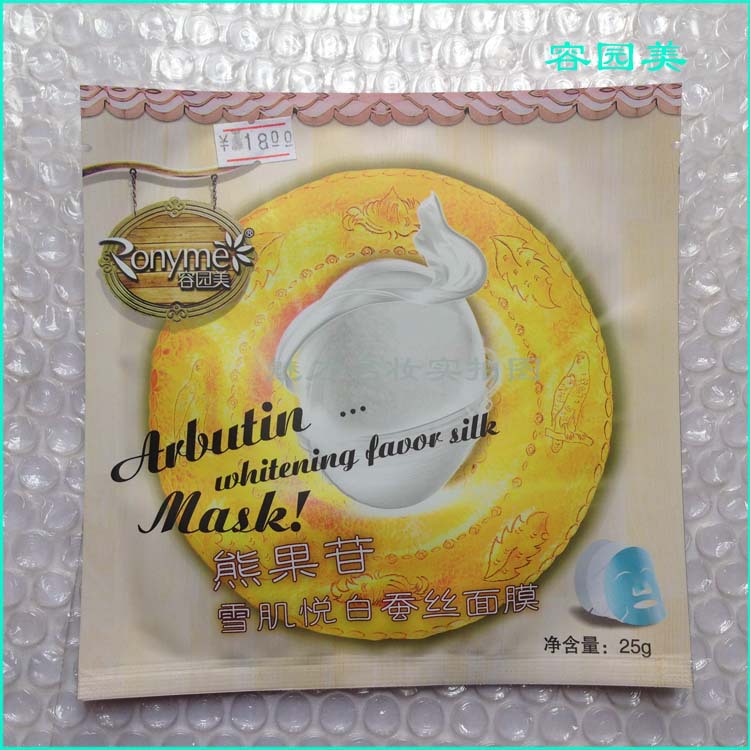 容园美
¥18.00
Ronyme®
容园美
Arbutin ...
whitening favor silk
Mask!
熊果苷
雪肌悦白蚕丝面膜
净含量：25g